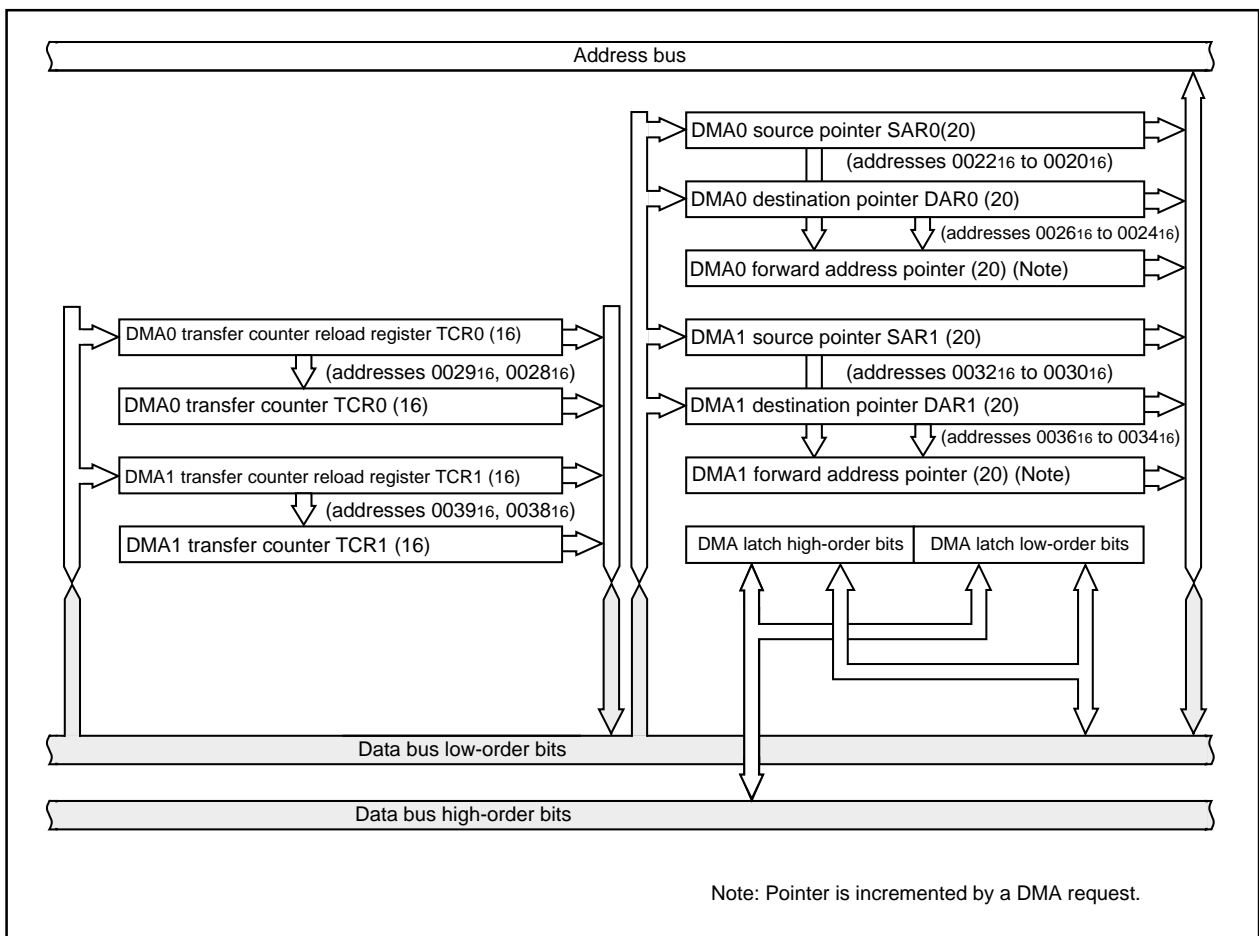 Address bus
DMA0 source pointer SAR0(20)
(addresses 002216 to 002016)
DMA0 destination pointer DAR0 (20)
(addresses 002616 to 002416)
DMA0 forward address pointer (20) (Note)
DMA0 transfer counter reload register TCR0 (16)
(addresses 002916, 002816)
DMA0 transfer counter TCR0 (16)
DMA1 transfer counter reload register TCR1 (16)
(addresses 003916, 003816)
DMA1 transfer counter TCR1 (16)
DMA1 source pointer SAR1 (20)
(addresses 003216 to 003016)
DMA1 destination pointer DAR1 (20)
(addresses 003616 to 003416)
DMA1 forward address pointer (20) (Note)
DMA latch high-order bits
DMA latch low-order bits
Data bus low-order bits
Data bus high-order bits
Note: Pointer is incremented by a DMA request.